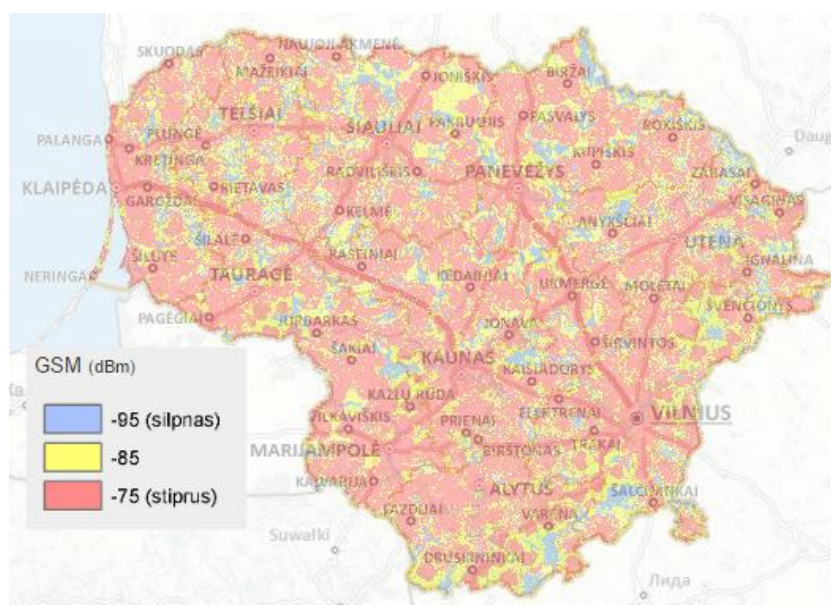 SKUODAS
NAUJOJI AKMENĖ
MAŽEIKIAI
JONIŠKIS
BIRŽAI
TELŠIAI
PALANGA
PLUNGĖ
KRETINGA
ŠIAULIAI
PAKRUOJIS
PASVALYS
ROKIŠKIS
Daug
KUPIŠKIS
RADVILIŠKIS
PANEVĖŽYS
ZARASAI
KLAIPĖDA
GARGŽDAI
RIETAVAS
VISAGINAS
KELMĖ
ANYKŠČIAI
ŠILALĖ
UTENA
ŠILUTĖ
RASEINIAI
IGNALINA
NERINGA
TAURAGĖ
KĖDAINIAI
UKMERGĖ
MOLĖTAI
PAGĖGIAI
JURBARKAS
JONAVA
ŠVENČIONYS
ŠIRVINTOS
ŠAKIAI
KAUNAS
KAIŠIADORYS
GSM (dBm)
KAZLŲ RŪDA
ELEKTRĖNAI
VILNIUS
-95 (silpnas)
VILKAVIŠKIS
PRIENAI
TRAKAI
-85
MARIJAMPOLĖ
BIRŠTONAS
-75 (stiprus)
KALVARIJA
ALYTUS
ŠALČININKAI
LAZDIJAI
VARĖNA
Suwałki
DRUSKININKAI
Лида